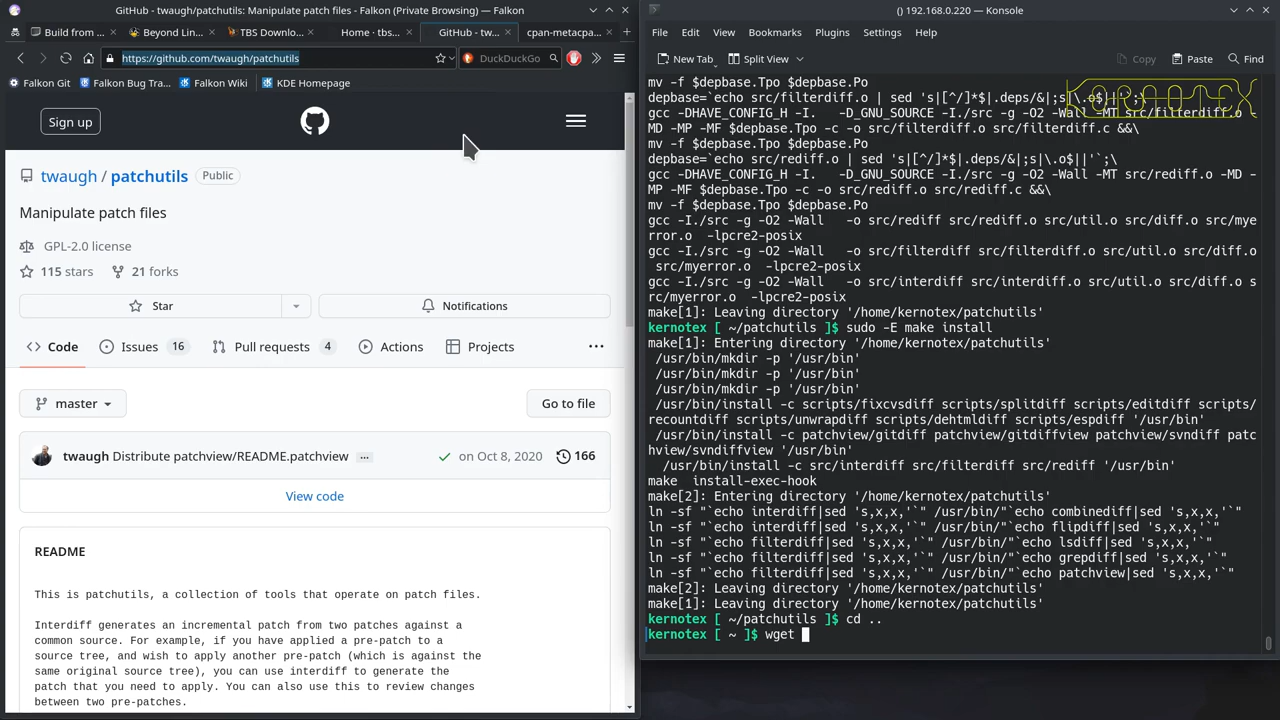 GitHub - twaugh/patchutils: Manipulate patch files - Falkon (Private Browsing) — Falkon
Build from ...
Beyond Lin...
TBS Downlo...
Home · tbs...
GitHub - tw...
cpan-metacpa...
https://github.com/twaugh/patchutils
DuckDuckGo
Falkon Git
Falkon Bug Tra...
Falkon Wiki
KDE Homepage
Sign up
twaugh / patchutils
Public
Manipulate patch files
GPL-2.0 license
115 stars
21 forks
Star
Notifications
Code
Issues 16
Pull requests 4
Actions
Projects
master
Go to file
twaugh Distribute patchview/README.patchview ...
on Oct 8, 2020
166
View code
README
This is patchutils, a collection of tools that operate on patch files.
Interdiff generates an incremental patch from two patches against a
common source. For example, if you have applied a pre-patch to a
source tree, and wish to apply another pre-patch (which is against the
same original source tree), you can use interdiff to generate the
patch that you need to apply. You can also use this to review changes
between two pre-patches.
() 192.168.0.220 — Konsole
File Edit View Bookmarks Plugins Settings Help
New Tab
Split View
Copy
Paste
Find
KERNOTEX
mv -f $depbase.Tpo $depbase.Po
depbase=`echo src/filterdiff.o | sed 's|[^/]*$|.deps/&|;s|\.o$||'`;\
gcc -DHAVE_CONFIG_H -I. -D_GNU_SOURCE -I./src -g -O2 -Wall -MT src/filterdiff.o -
MD -MP -MF $depbase.Tpo -c -o src/filterdiff.o src/filterdiff.c &&\
mv -f $depbase.Tpo $depbase.Po
depbase=`echo src/rediff.o | sed 's|[^/]*$|.deps/&|;s|\.o$||'`;\
gcc -DHAVE_CONFIG_H -I. -D_GNU_SOURCE -I./src -g -O2 -Wall -MT src/rediff.o -MD -
MP -MF $depbase.Tpo -c -o src/rediff.o src/rediff.c &&\
mv -f $depbase.Tpo $depbase.Po
gcc -I./src -g -O2 -Wall -o src/rediff src/rediff.o src/util.o src/diff.o src/mye
rror.o -lpcre2-posix
gcc -I./src -g -O2 -Wall -o src/filterdiff src/filterdiff.o src/util.o src/diff.o
src/myerror.o -lpcre2-posix
gcc -I./src -g -O2 -Wall -o src/interdiff src/interdiff.o src/util.o src/diff.o s
rc/myerror.o -lpcre2-posix
make[1]: Leaving directory '/home/kernotex/patchutils'
kernotex [ ~/patchutils ]$ sudo -E make install
make[1]: Entering directory '/home/kernotex/patchutils'
/usr/bin/mkdir -p '/usr/bin'
/usr/bin/mkdir -p '/usr/bin'
/usr/bin/mkdir -p '/usr/bin'
/usr/bin/install -c scripts/fixcvsdiff scripts/splitdiff scripts/editdiff scripts/
recountdiff scripts/unwrapdiff scripts/dehtmldiff scripts/espdiff '/usr/bin'
/usr/bin/install -c patchview/gitdiff patchview/gitdiffview patchview/svndiff patc
hview/svndiffview '/usr/bin'
/usr/bin/install -c src/interdiff src/filterdiff src/rediff '/usr/bin'
make install-exec-hook
make[2]: Entering directory '/home/kernotex/patchutils'
ln -sf "`echo interdiff|sed 's,x,x,'`" /usr/bin/"`echo combinediff|sed 's,x,x,'`"
ln -sf "`echo interdiff|sed 's,x,x,'`" /usr/bin/"`echo flipdiff|sed 's,x,x,'`"
ln -sf "`echo filterdiff|sed 's,x,x,'`" /usr/bin/"`echo lsdiff|sed 's,x,x,'`"
ln -sf "`echo filterdiff|sed 's,x,x,'`" /usr/bin/"`echo grepdiff|sed 's,x,x,'`"
ln -sf "`echo filterdiff|sed 's,x,x,'`" /usr/bin/"`echo patchview|sed 's,x,x,'`"
make[2]: Leaving directory '/home/kernotex/patchutils'
make[1]: Leaving directory '/home/kernotex/patchutils'
kernotex [ ~/patchutils ]$ cd ..
kernotex [ ~ ]$ wget